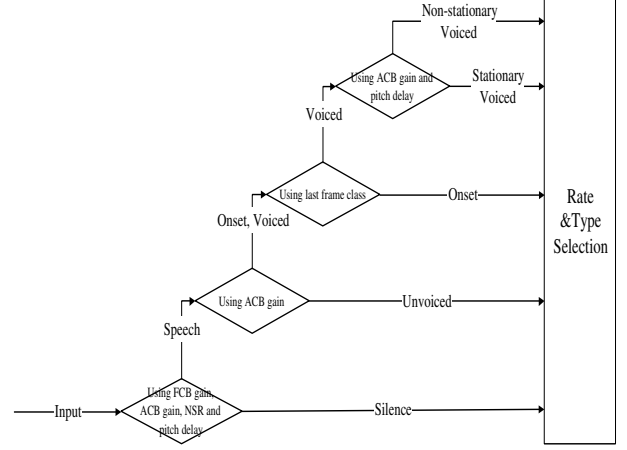 Non-stationary
Voiced
Using ACB gain and
pitch delay
Stationary
Voiced
Voiced
Using last frame class
Onset
Rate
&Type
Selection
Onset, Voiced
Using ACB gain
Unvoiced
Speech
Using FCB gain,
ACB gain, NSR and
pitch delay
Input
Silence